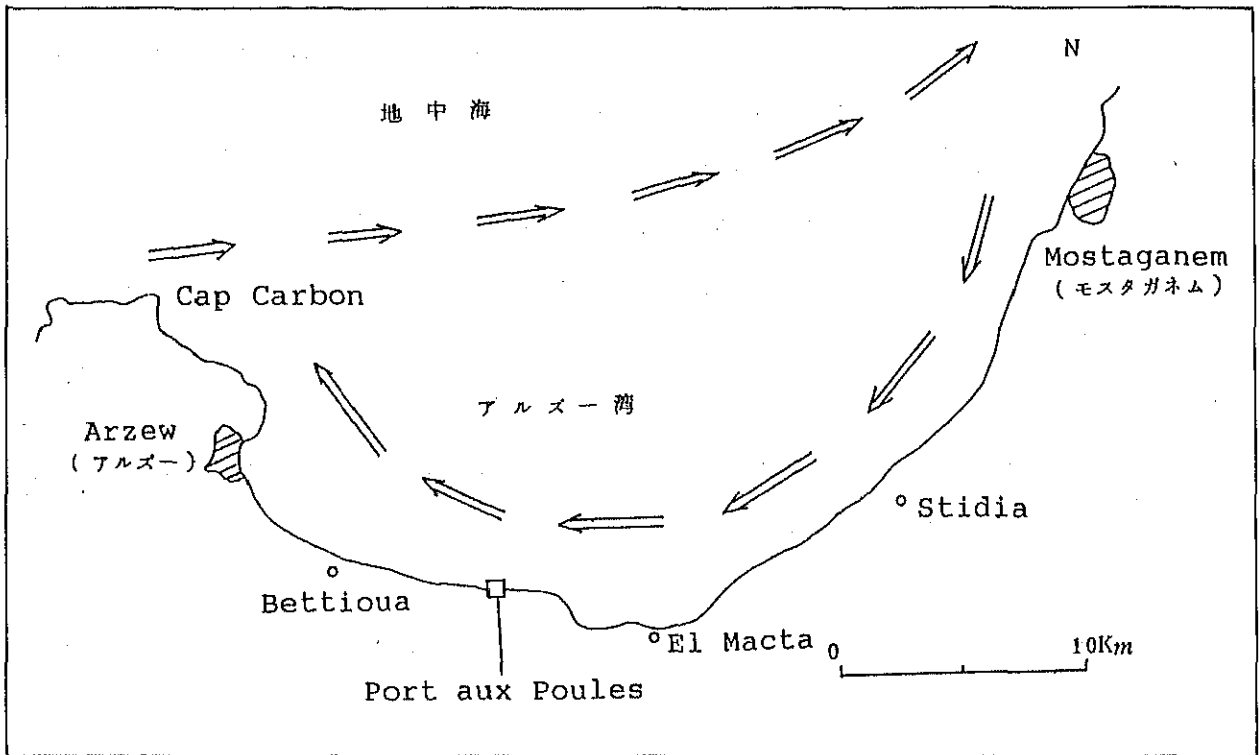 N
地中海
Cap Carbon
Mostaganem
(モスタガネム)
アルズー湾
Arzew
(アルズー)
Stidia
Bettioua
El Macta
0 10Km
Port aux Poules